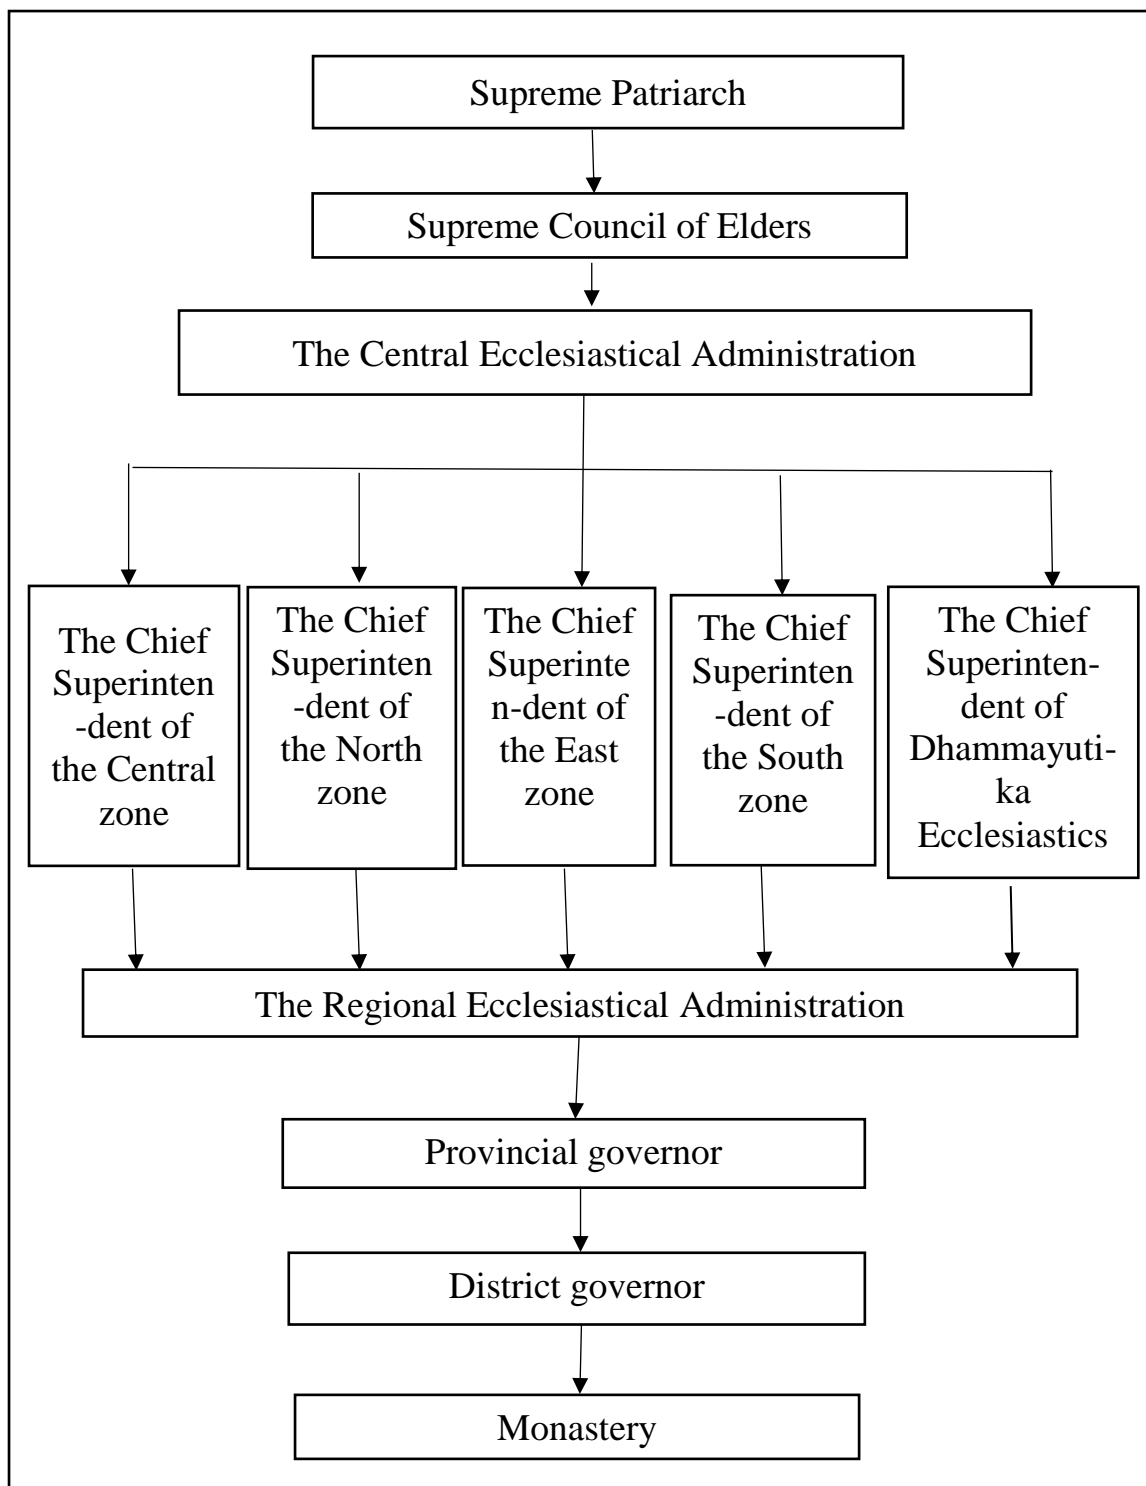 Supreme Patriarch
Supreme Council of Elders
The Central Ecclesiastical Administration
The Chief
Superinten
-dent of
the Central
zone
The Chief
Superinten
-dent of
the North
zone
The Chief
Superinte
n-dent of
the East
zone
The Chief
Superinten
-dent of
the South
zone
The Chief
Superinten-
dent of
Dhammayuti-
ka
Ecclesiastics
The Regional Ecclesiastical Administration
Provincial governor
District governor
Monastery